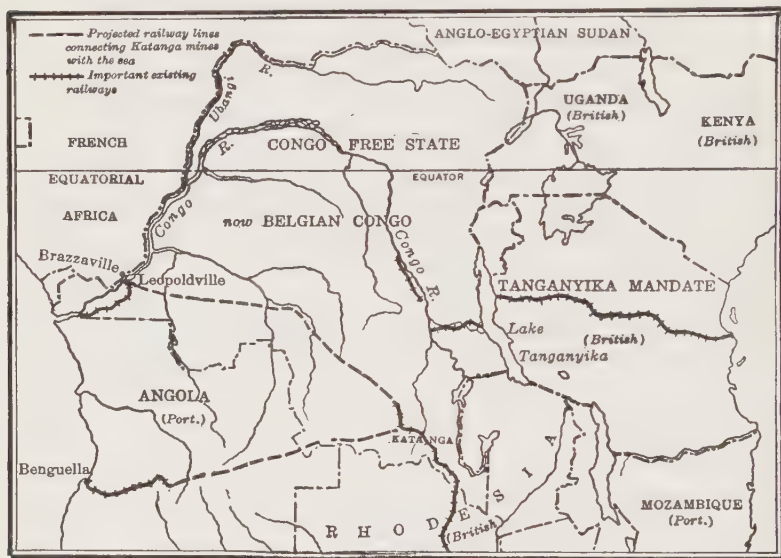 Projected railway lines
connecting Katanga mines
with the sea
Important existing
railways
ANGLO-EGYPTIAN SUDAN
UGANDA
(British)
KENYA
(British)
Ubangi R.
FRENCH
EQUATORIAL
AFRICA
R.
CONGO FREE STATE
EQUATOR
Congo
now BELGIAN CONGO
Congo R.
Brazzaville
Leopoldville
TANGANYIKA MANDATE
(British)
Lake
Tanganyika
ANGOLA
(Port.)
KATANGA
Benguella
RHODESIA
(British)
MOZAMBIQUE
(Port.)